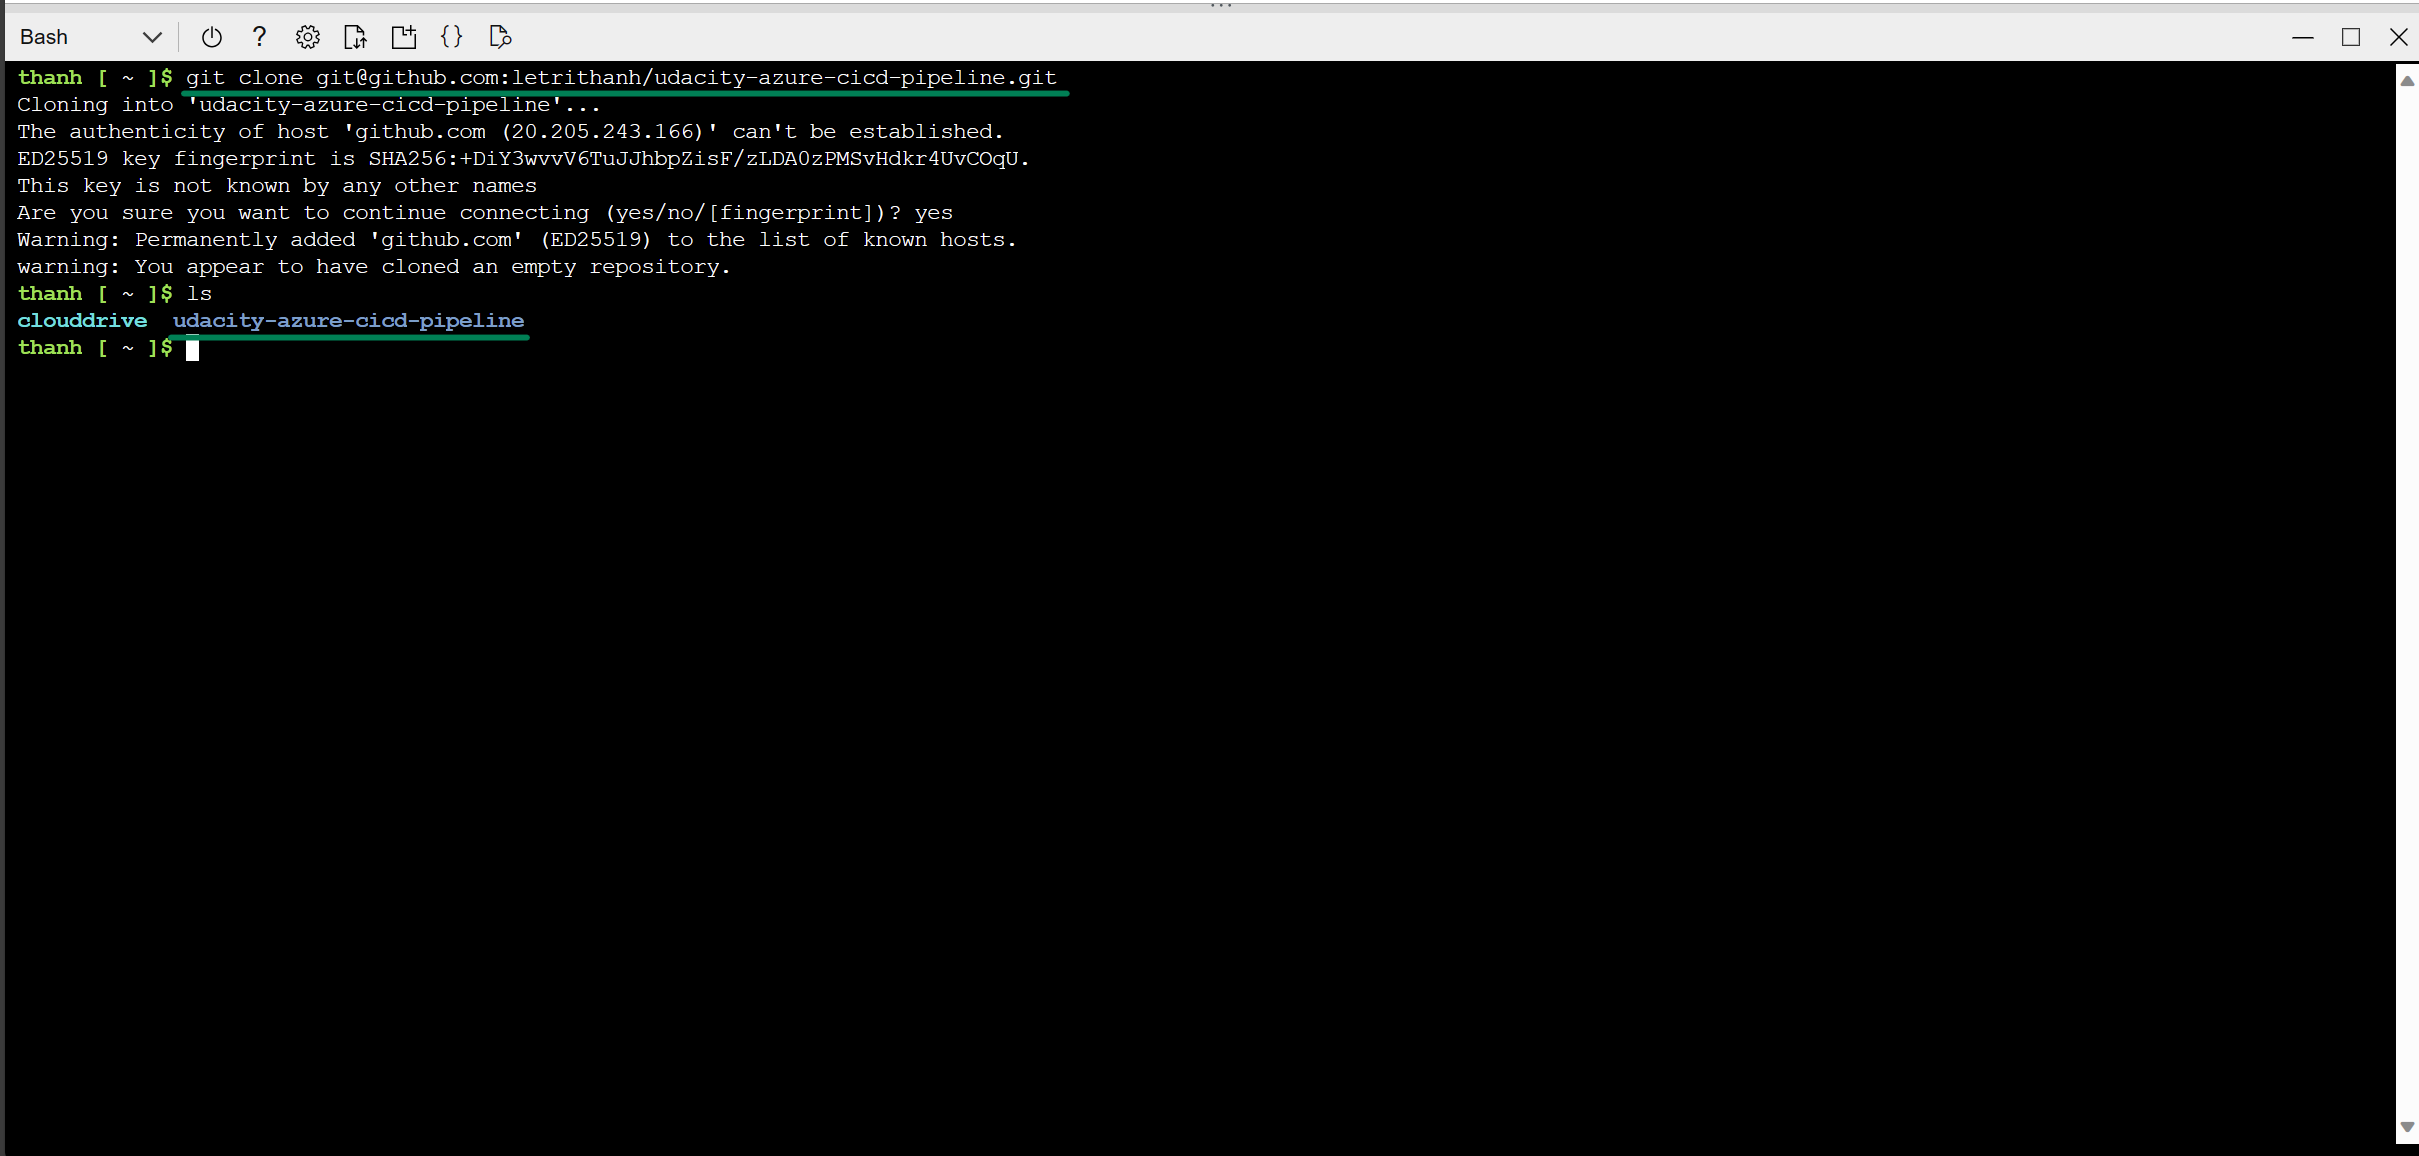 Bash
thanh [ ~ ]$ git clone git@github.com:letrithanh/udacity-azure-cicd-pipeline.git
Cloning into 'udacity-azure-cicd-pipeline'...
The authenticity of host 'github.com (20.205.243.166)' can't be established.
ED25519 key fingerprint is SHA256:+DiY3wvvV6TuJJhbpZisF/zLDA0zPMSvHdkr4UvCOqU.
This key is not known by any other names
Are you sure you want to continue connecting (yes/no/[fingerprint])? yes
Warning: Permanently added 'github.com' (ED25519) to the list of known hosts.
warning: You appear to have cloned an empty repository.
thanh [ ~ ]$ ls
clouddrive  udacity-azure-cicd-pipeline
thanh [ ~ ]$